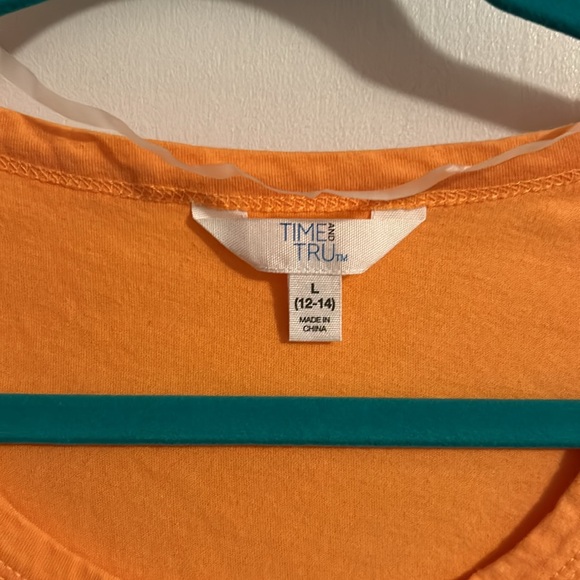 TIME AND
TRU™
L
(12-14)
MADE IN
CHINA